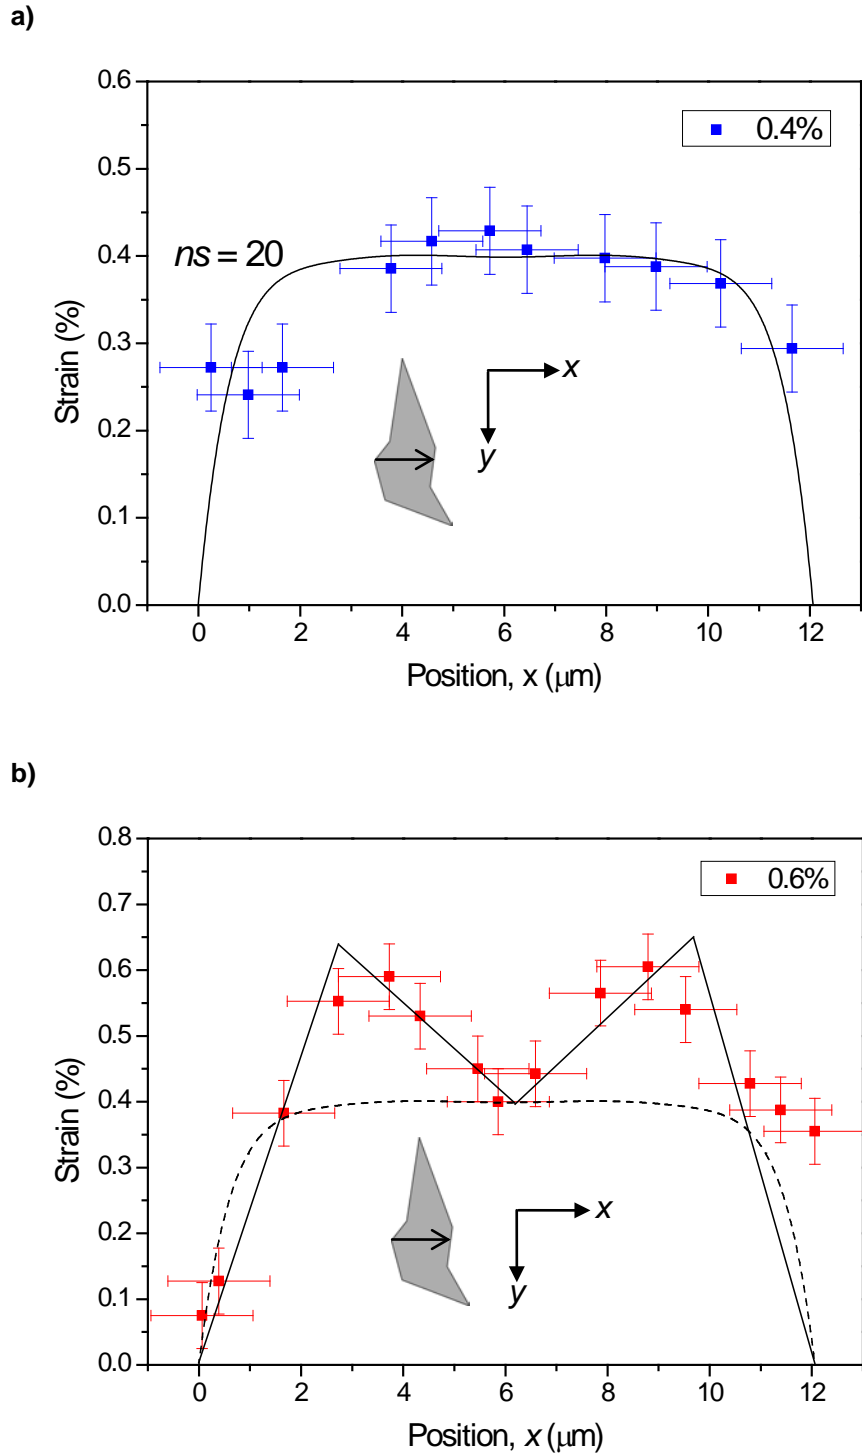 a)
0.6
0.4%
0.5
ns = 20
0.4
Strain (%)
0.3
x
0.2
y
0.1
0.0
0 2 4 6 8 10 12
Position, x (μm)
b)
0.8
0.6%
0.7
0.6
0.5
Strain (%)
0.4
0.3
x
0.2
y
0.1
0.0
0 2 4 6 8 10 12
Position, x (μm)